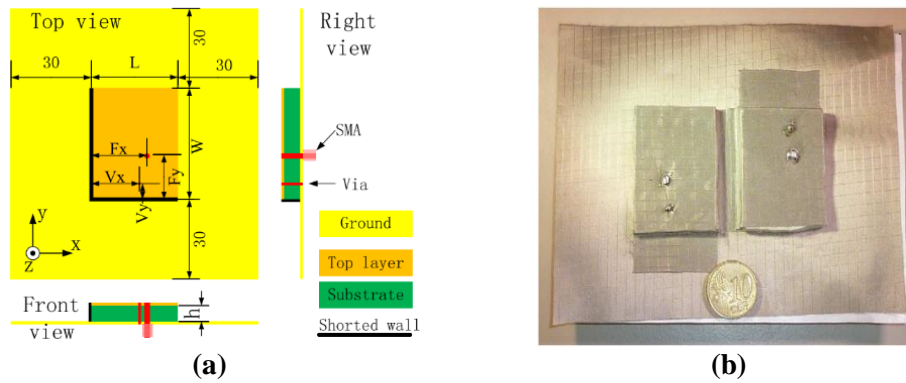 Top view
30
Right
view
30
L
30
W
SMA
Fx
Fy
Vx
Vy
Via
y
x
z
30
Ground
Top layer
Substrate
Shorted wall
Front
view
h
10
(a)
(b)